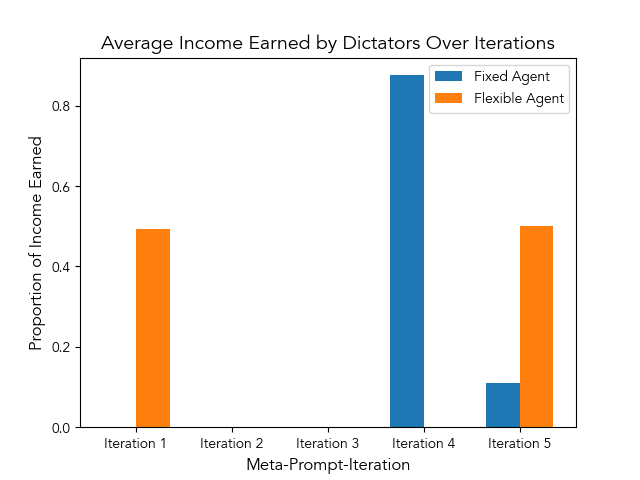 Average Income Earned by Dictators Over Iterations
Fixed Agent
Flexible Agent
Proportion of Income Earned
0.8
0.6
0.4
0.2
0.0
Iteration 1 Iteration 2 Iteration 3 Iteration 4 Iteration 5
Meta-Prompt-Iteration